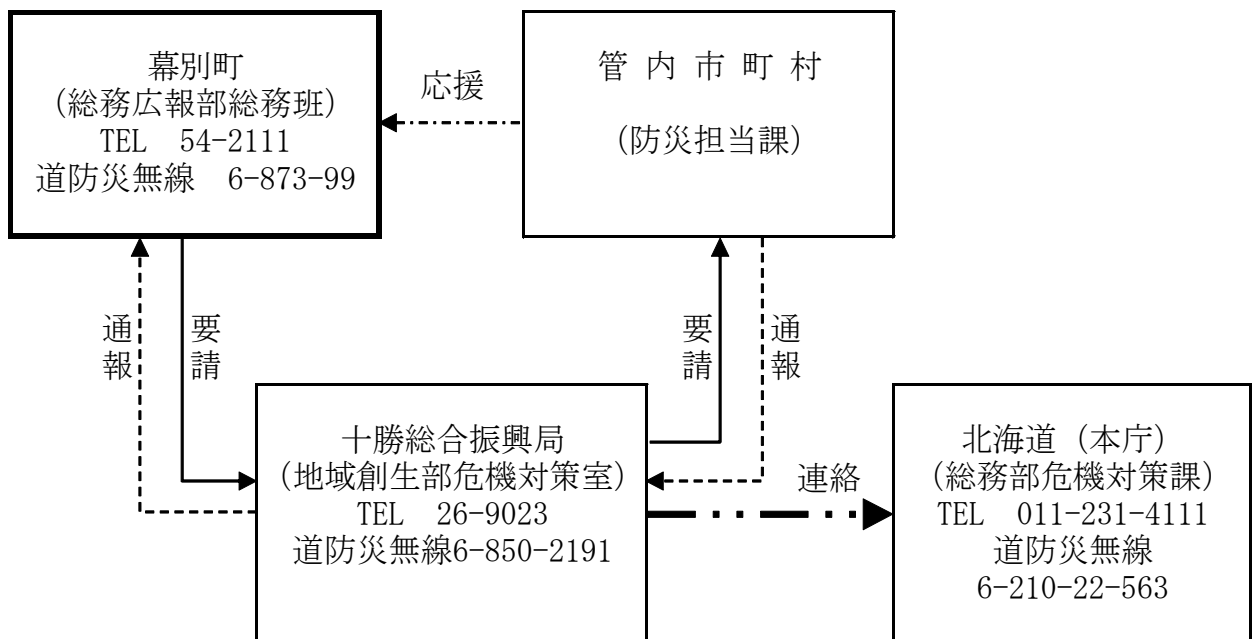 幕別町
（総務広報部総務班）
TEL　54-2111
道防災無線　6-873-99
応援
管 内 市 町 村
（防災担当課）
通報
要請
要請
通報
十勝総合振興局
（地域創生部危機対策室）
TEL　26-9023
道防災無線6-850-2191
連絡
北海道（本庁）
（総務部危機対策課）
TEL　011-231-4111
道防災無線
6-210-22-563